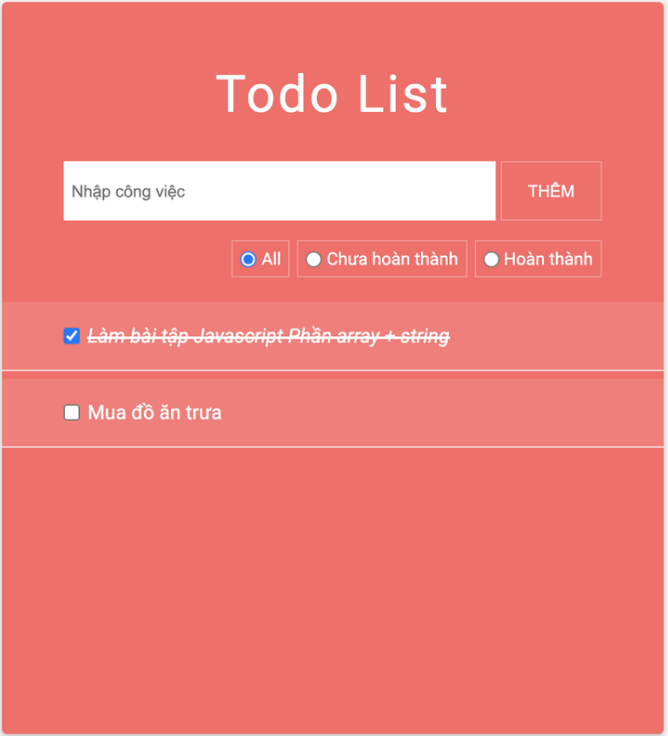 Todo List
Nhập công việc THÊM
All Chưa hoàn thành Hoàn thành
Làm bài tập Javascript Phần array + string
Mua đồ ăn trưa